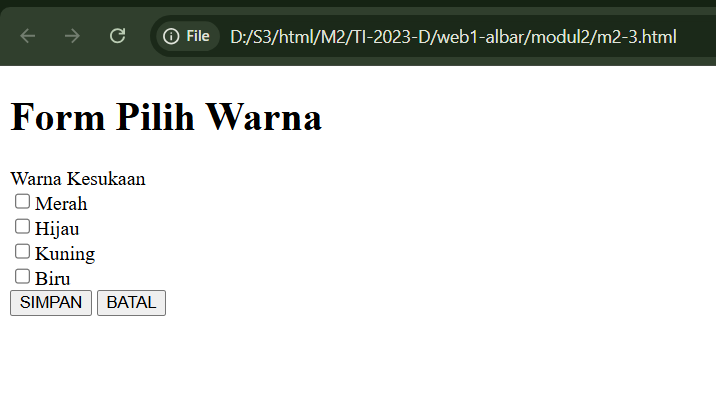 File D:/S3/html/M2/TI-2023-D/web1-albar/modul2/m2-3.html
Form Pilih Warna
Warna Kesukaan
Merah
Hijau
Kuning
Biru
SIMPAN BATAL